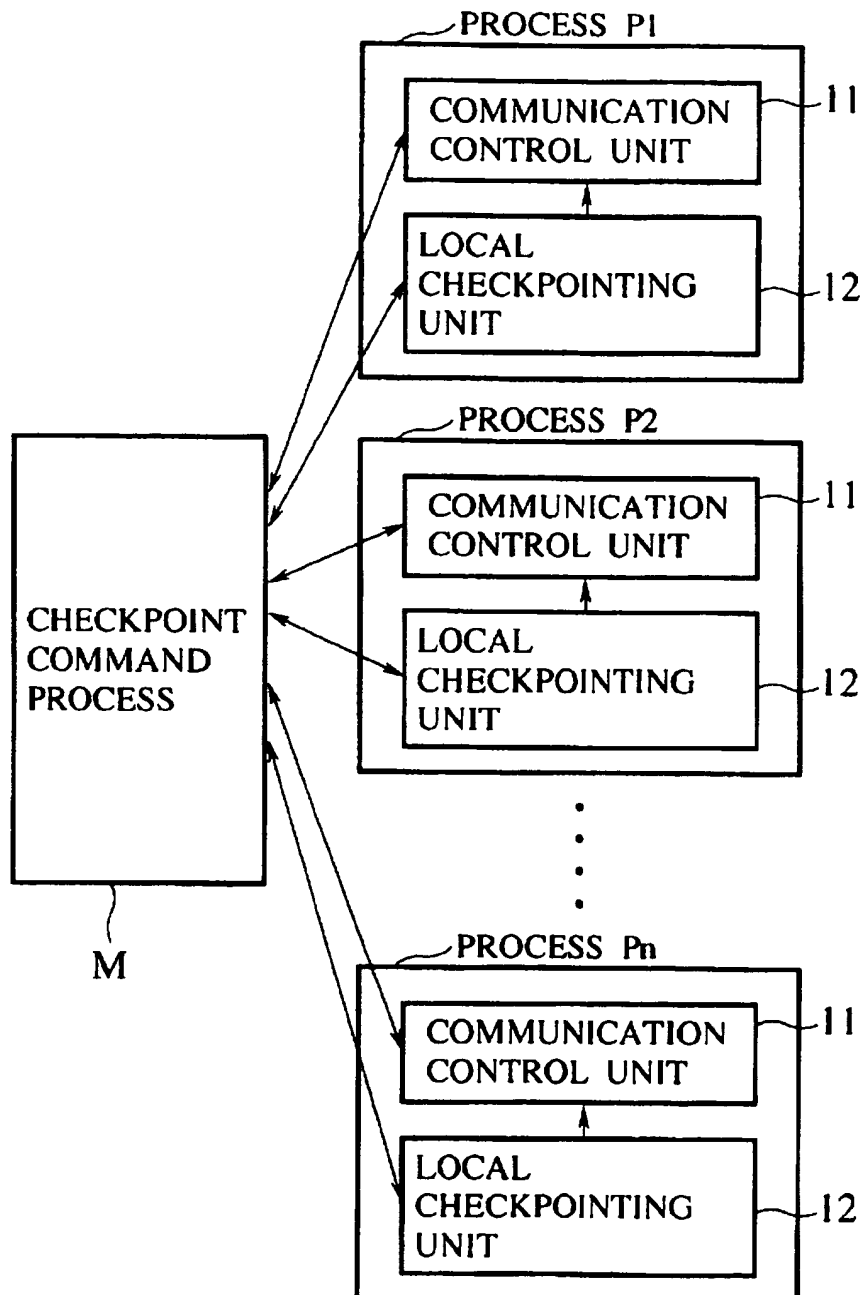 PROCESS P1
COMMUNICATION
CONTROL UNIT
11
LOCAL
CHECKPOINTING
UNIT
12
PROCESS P2
COMMUNICATION
CONTROL UNIT
11
LOCAL
CHECKPOINTING
UNIT
12
CHECKPOINT
COMMAND
PROCESS
M
PROCESS Pn
COMMUNICATION
CONTROL UNIT
11
LOCAL
CHECKPOINTING
UNIT
12